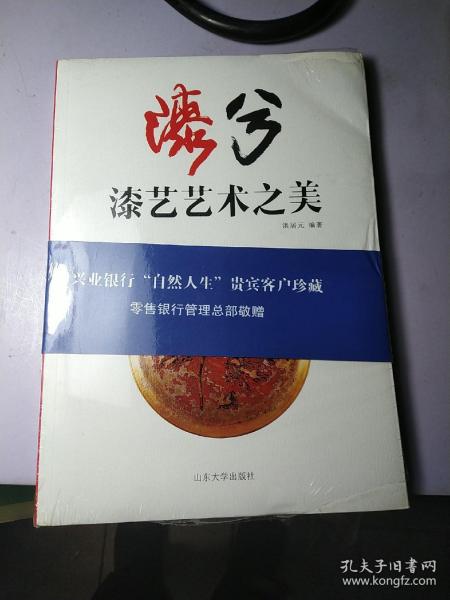 漆兮
漆艺艺术之美
洪居元 编著
兴业银行“自然人生”贵宾客户珍藏
零售银行管理总部敬赠
山东大学出版社
孔夫子旧书网
www.kongfz.com